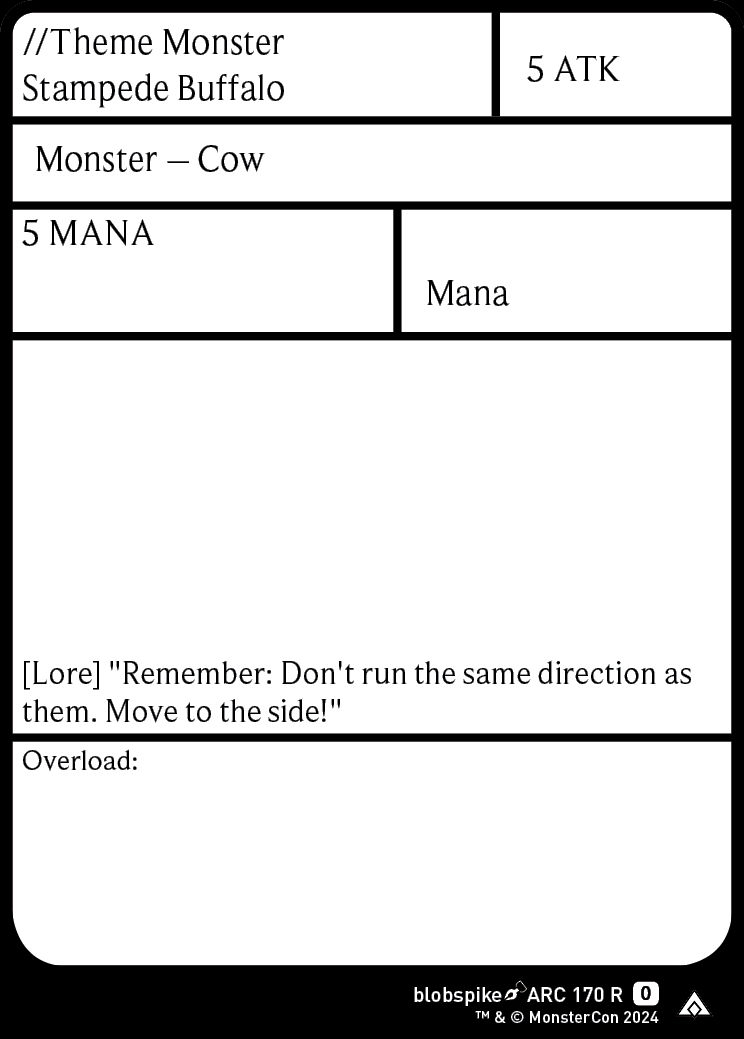 //Theme Monster
Stampede Buffalo
5 ATK
Monster – Cow
5 MANA
Mana
[Lore] "Remember: Don't run the same direction as
them. Move to the side!"
Overload:
blobspike ARC 170 R 0
™ & © MonsterCon 2024